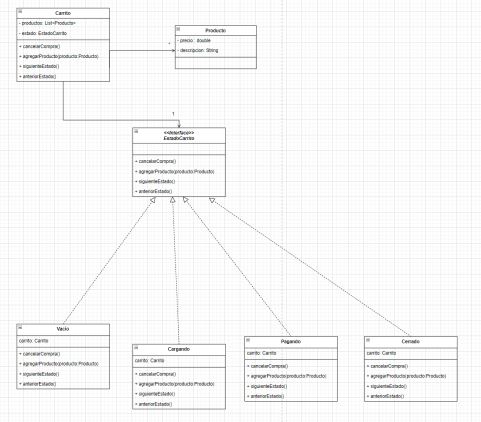 Carrito
- productos: List<Producto>
- estado: EstadoCarrito
+ cancelarCompra()
+ agregarProducto(producto:Producto)
+ siguienteEstado()
+ anteriorEstado()
*
Producto
- precio : double
- descripcion: String
1
<<Interface>>
EstadoCarrito
+ cancelarCompra()
+ agregarProducto(producto:Producto)
+ siguienteEstado()
+ anteriorEstado()
Vacio
carrito: Carrito
+ cancelarCompra()
+ agregarProducto(producto:Producto)
+ siguienteEstado()
+ anteriorEstado()
Cargando
carrito: Carrito
+ cancelarCompra()
+ agregarProducto(producto:Producto)
+ siguienteEstado()
+ anteriorEstado()
Pagando
carrito: Carrito
+ cancelarCompra()
+ agregarProducto(producto:Producto)
+ siguienteEstado()
+ anteriorEstado()
Cerrado
carrito: Carrito
+ cancelarCompra()
+ agregarProducto(producto:Producto)
+ siguienteEstado()
+ anteriorEstado()